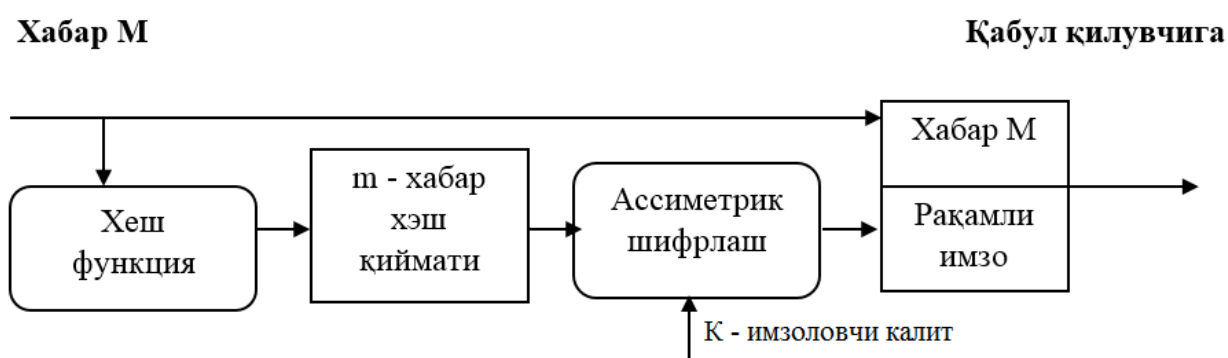 Хабар М
Қабул қилувчига
Хеш
функция
m - хабар
хэш
қиймати
Ассиметрик
шифрлаш
Хабар М
Рақамли
имзо
К - имзоловчи калит